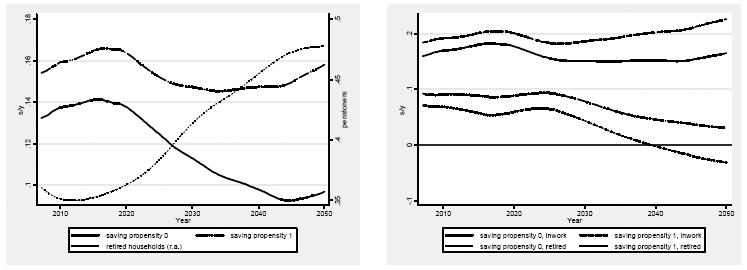 .18
.16
.14
.12
.1
s/y
.5
.45
.4
.35
pensioners
2010 2020 2030 2040 2050
Year
saving propensity 0 saving propensity 1
retired households (r.a.)
.2
.1
0
-.1
s/y
2010 2020 2030 2040 2050
Year
saving propensity 0, inwork saving propensity 1, inwork
saving propensity 0, retired saving propensity 1, retired